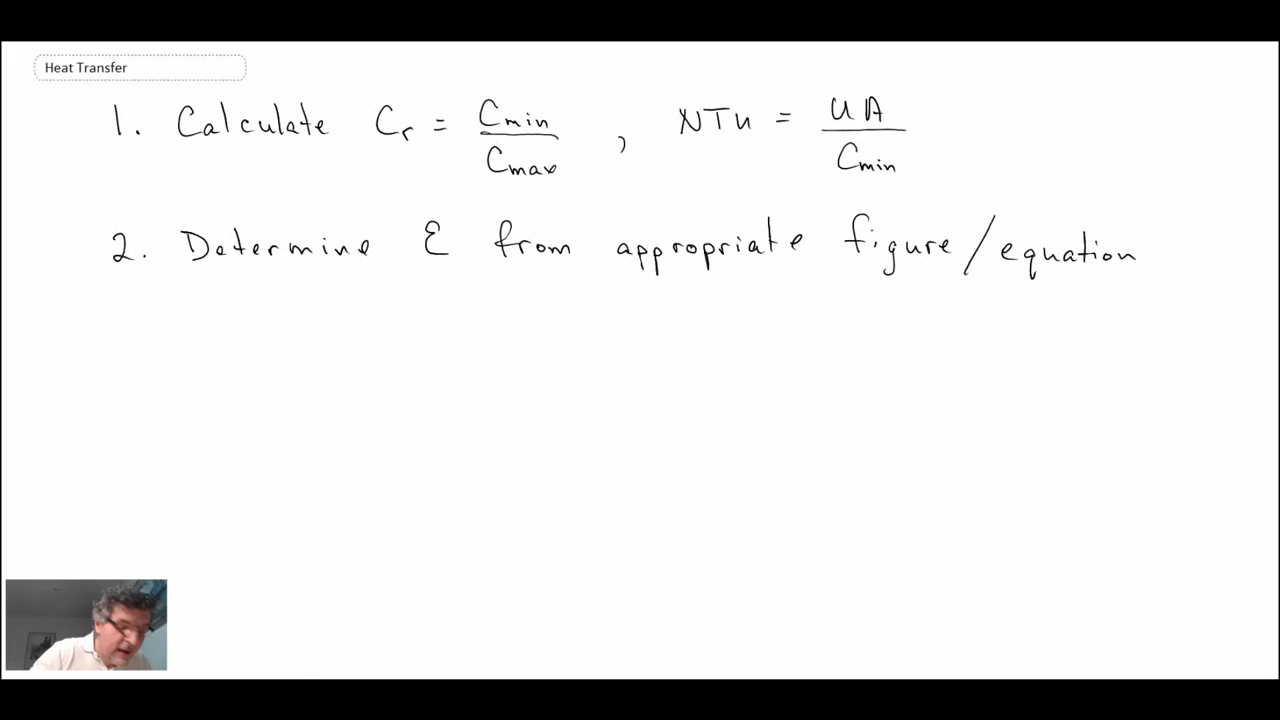 Heat Transfer
1. Calculate Cr = Cmin / Cmax , NTU = UA / Cmin
2. Determine ε from appropriate figure/equation